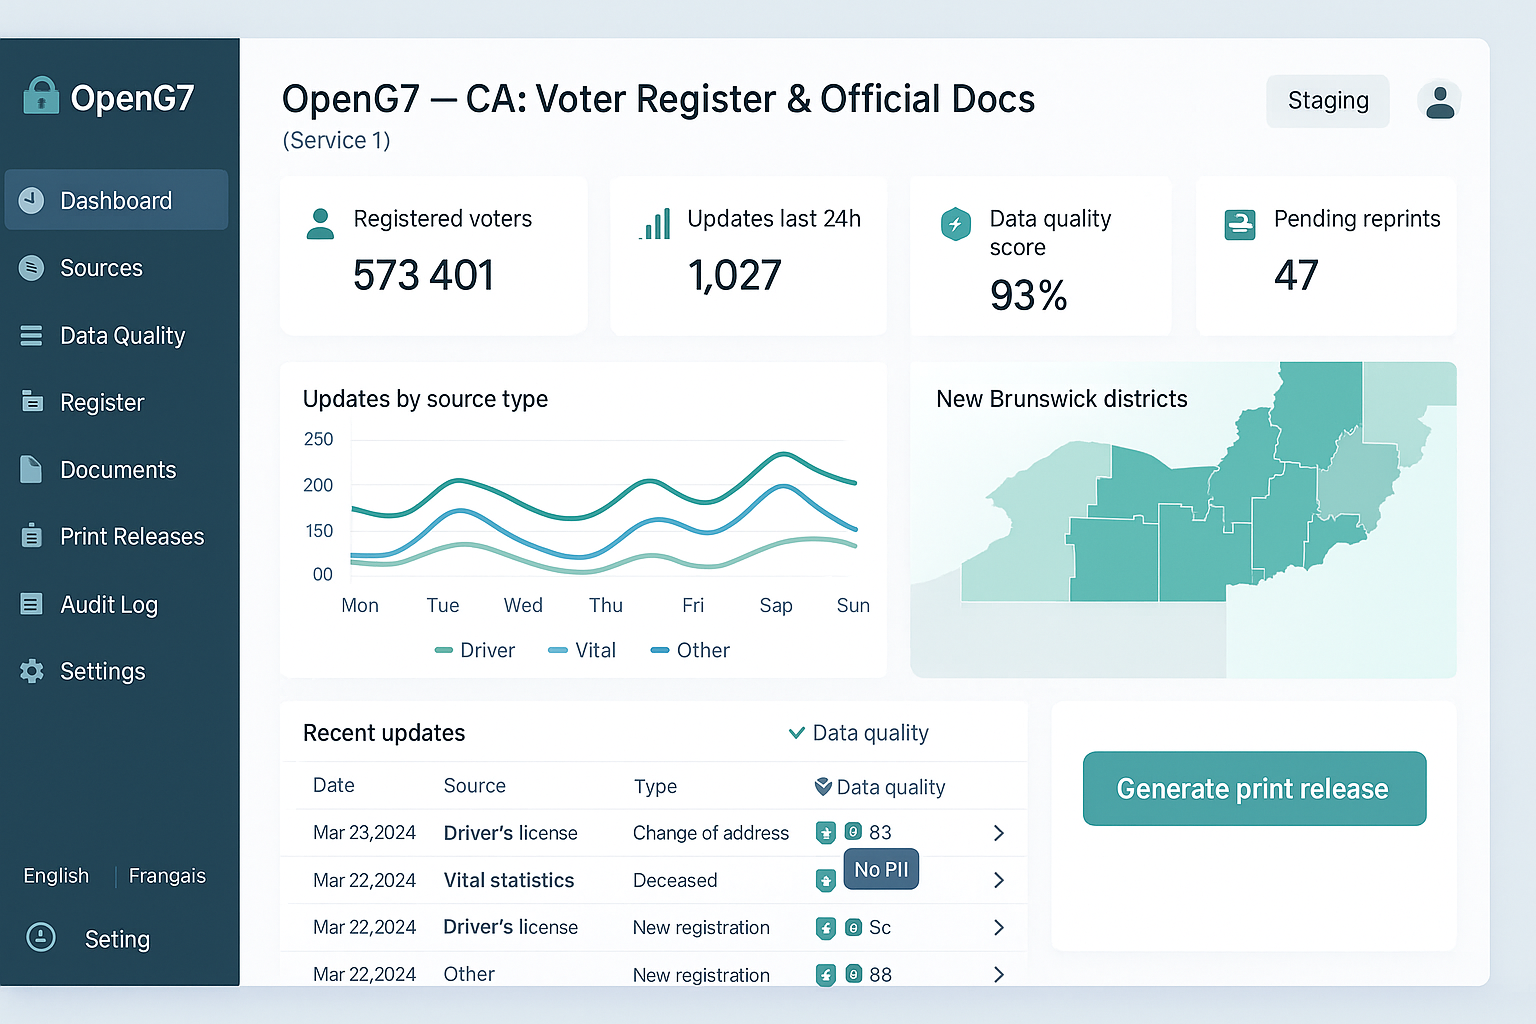 OpenG7
Dashboard
Sources
Data Quality
Register
Documents
Print Releases
Audit Log
Settings
English
Frangais
Seting
OpenG7 – CA: Voter Register & Official Docs
(Service 1)
Staging
Registered voters
573 401
Updates last 24h
1,027
Data quality
score
93%
Pending reprints
47
Updates by source type
250
200
150
00
Mon Tue Wed Thu Fri Sap Sun
Driver Vital Other
New Brunswick districts
Recent updates
Data quality
Date Source Type Data quality
Mar 23,2024 Driver’s license Change of address 83
Mar 22,2024 Vital statistics Deceased No PII
Mar 22,2024 Driver’s license New registration Sc
Mar 22,2024 Other New registration 88
Generate print release